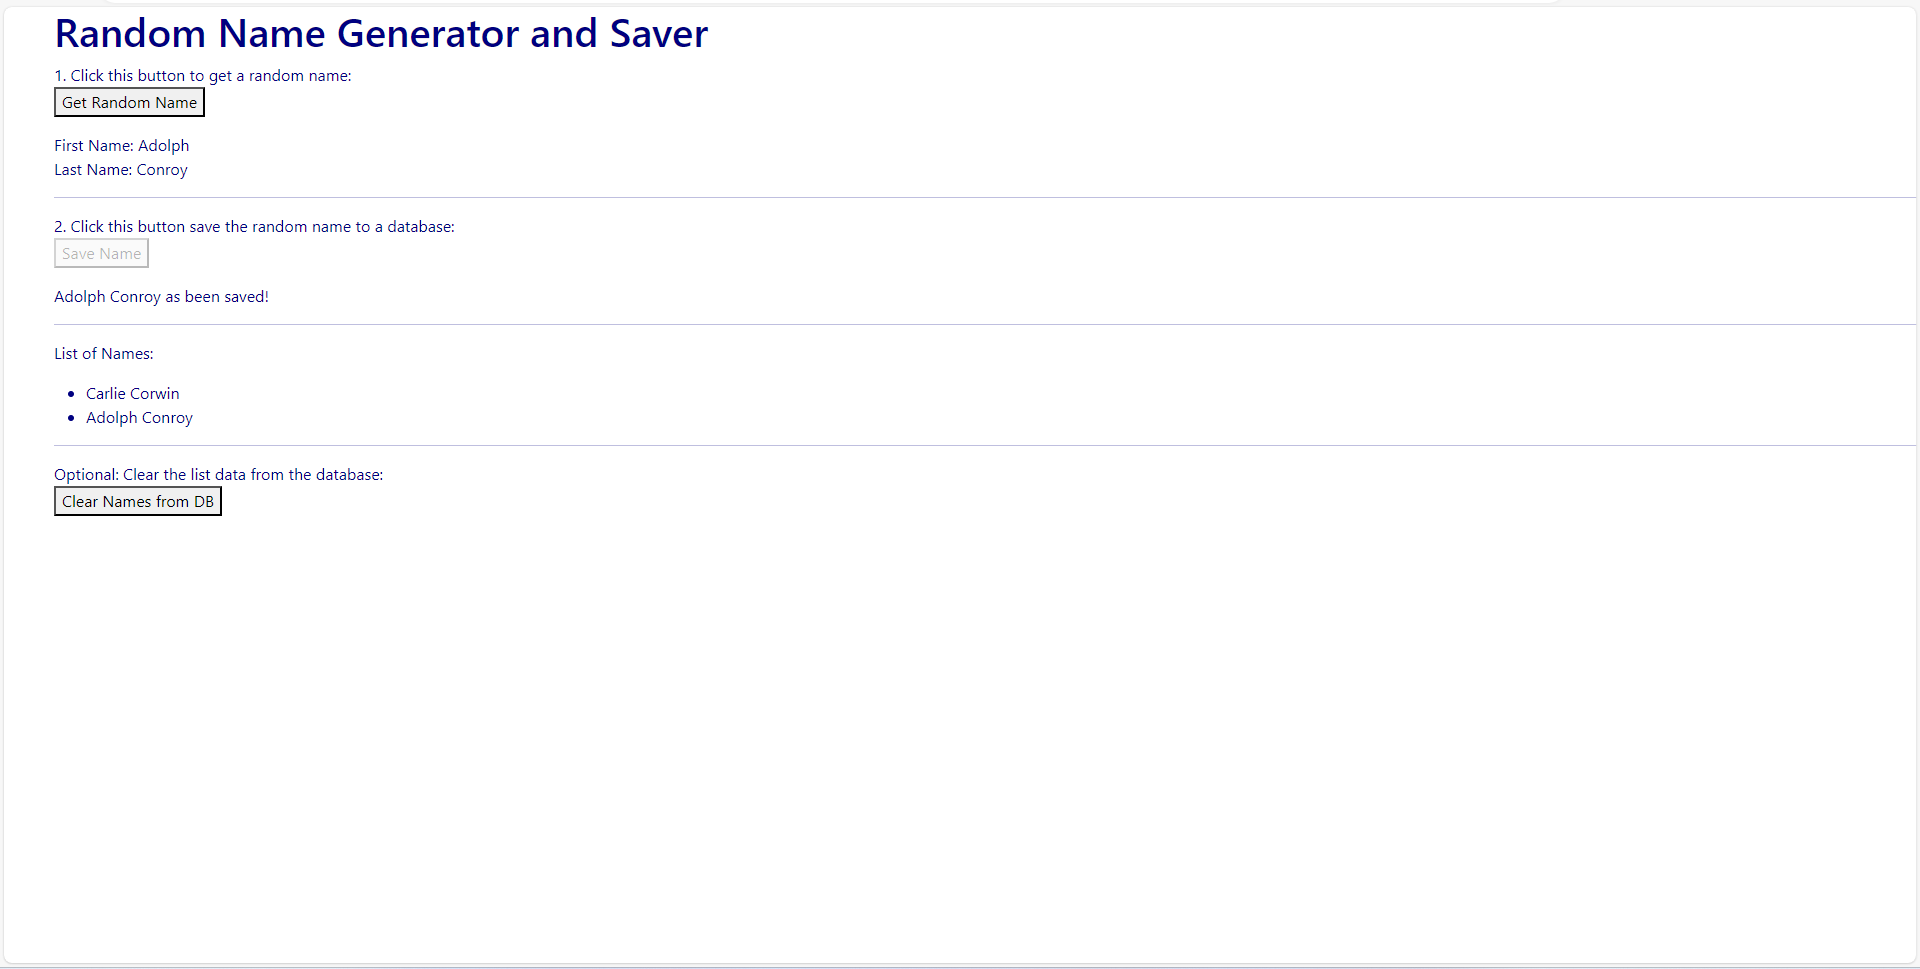 Random Name Generator and Saver
1. Click this button to get a random name:
Get Random Name
First Name: Adolph
Last Name: Conroy
2. Click this button save the random name to a database:
Save Name
Adolph Conroy as been saved!
List of Names:
Carlie Corwin
Adolph Conroy
Optional: Clear the list data from the database:
Clear Names from DB